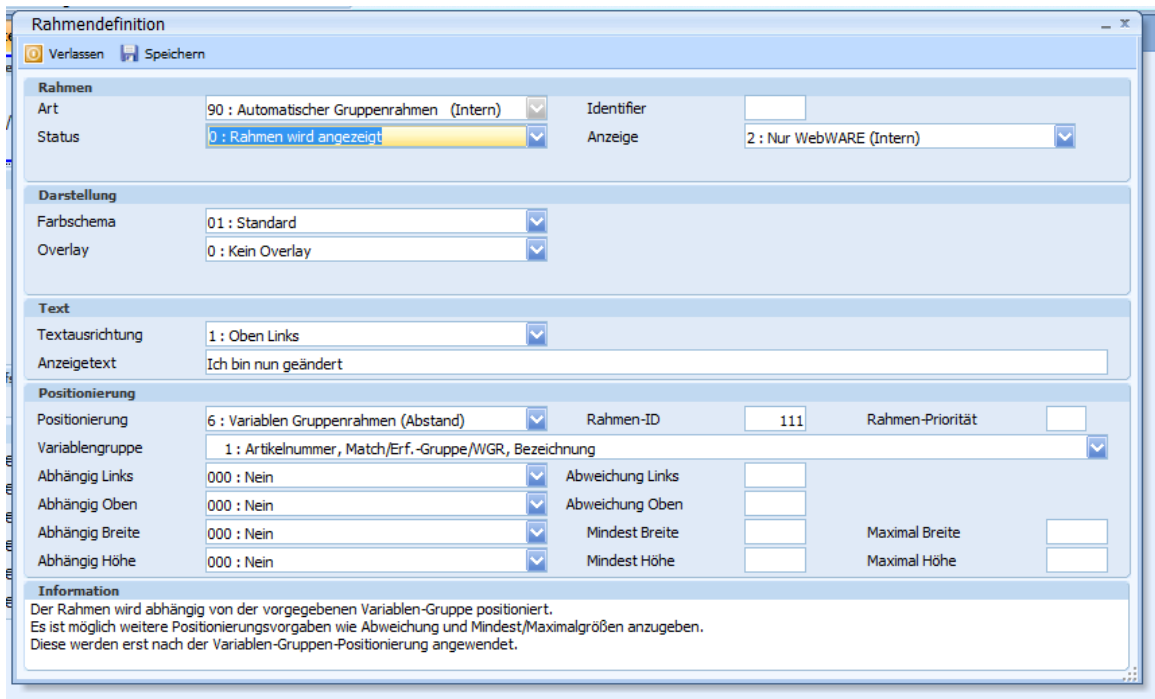 Rahmendefinition
Verlassen Speichern
Rahmen
Art 90 : Automatischer Gruppenrahmen (Intern) Identifier
Status 0 : Rahmen wird angezeigt Anzeige 2 : Nur WebWARE (Intern)
Darstellung
Farbschema 01 : Standard
Overlay 0 : Kein Overlay
Text
Textausrichtung 1 : Oben Links
Anzeigetext Ich bin nun geändert
Positionierung
Positionierung 6 : Variablen Gruppenrahmen (Abstand) Rahmen-ID 111 Rahmen-Priorität
Variablengruppe 1 : Artikelnummer, Match/Erf.-Gruppe/WGR, Bezeichnung
Abhängig Links 000 : Nein Abweichung Links
Abhängig Oben 000 : Nein Abweichung Oben
Abhängig Breite 000 : Nein Mindest Breite Maximal Breite
Abhängig Höhe 000 : Nein Mindest Höhe Maximal Höhe
Information
Der Rahmen wird abhängig von der vorgegebenen Variablen-Gruppe positioniert.
Es ist möglich weitere Positionierungsvorgaben wie Abweichung und Mindest/Maximalgrößen anzugeben.
Diese werden erst nach der Variablen-Gruppen-Positionierung angewendet.